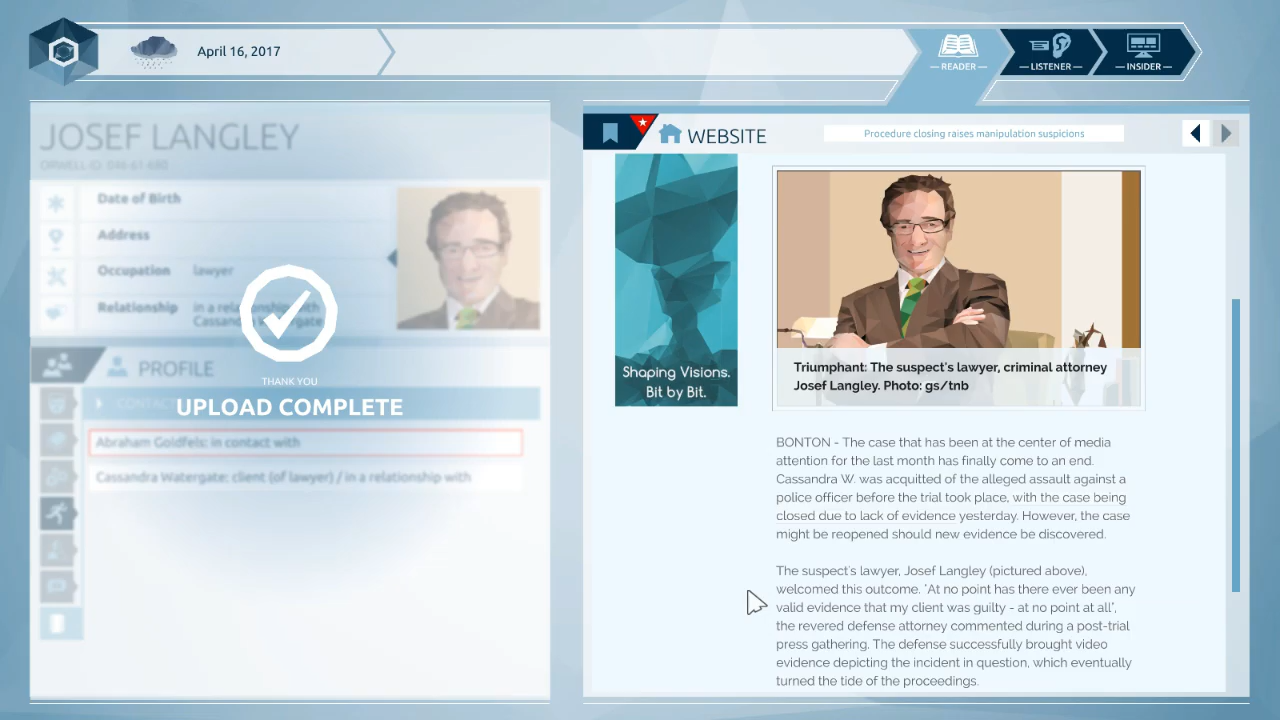 April 16, 2017
— READER —
— LISTENER —
— INSIDER —
JOSEF LANGLEY
Date of Birth
Address
Occupation lawyer
Relationship in a relationship with
Cassandra Watergate
PROFILE
THANK YOU
UPLOAD COMPLETE
Abraham Goldfels: in contact with
Cassandra Watergate: client (of lawyer) / in a relationship with
WEBSITE
Procedure closing raises manipulation suspicions
Shaping Visions.
Bit by Bit.
Triumphant: The suspect's lawyer, criminal attorney
Josef Langley. Photo: gs/tnb
BONTON - The case that has been at the center of media
attention for the last month has finally come to an end.
Cassandra W. was acquitted of the alleged assault against a
police officer before the trial took place, with the case being
closed due to lack of evidence yesterday. However, the case
might be reopened should new evidence be discovered.
The suspect's lawyer, Josef Langley (pictured above),
welcomed this outcome. "At no point has there ever been any
valid evidence that my client was guilty - at no point at all",
the revered defense attorney commented during a post-trial
press gathering. The defense successfully brought video
evidence depicting the incident in question, which eventually
turned the tide of the proceedings.